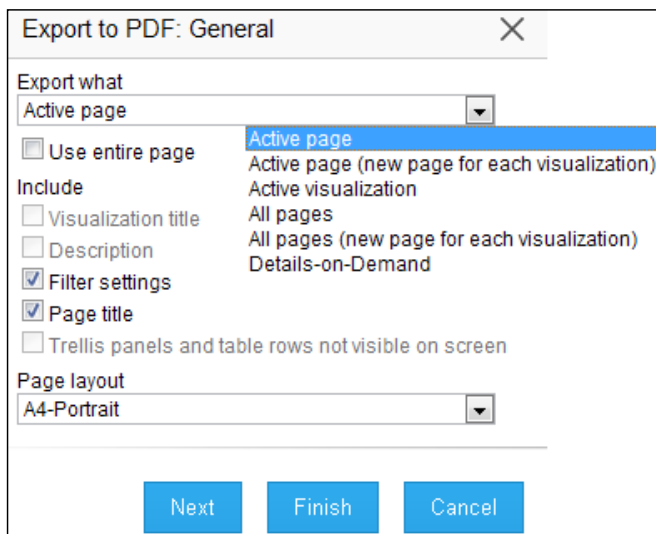 Export to PDF: General
Export what
Active page
Active page
Active page (new page for each visualization)
Active visualization
All pages
All pages (new page for each visualization)
Details-on-Demand
Use entire page
Include
Visualization title
Description
Filter settings
Page title
Trellis panels and table rows not visible on screen
Page layout
A4-Portrait
Next Finish Cancel